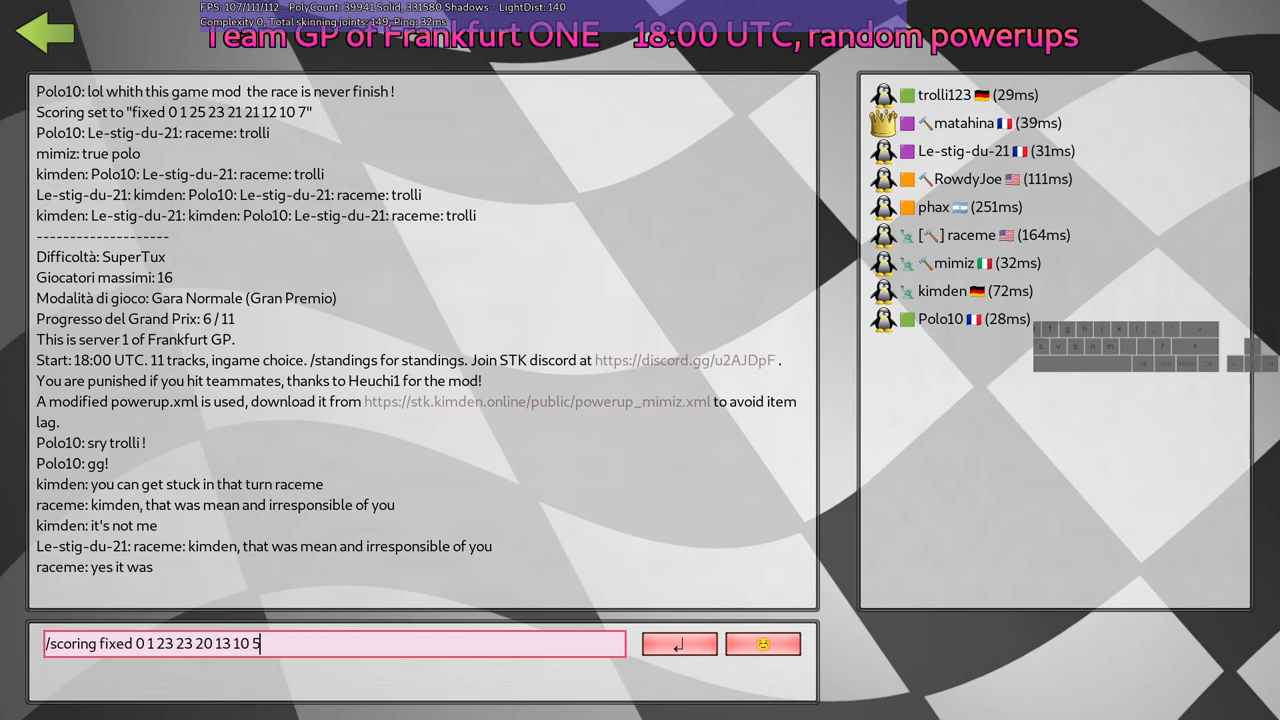 FPS: 107/111/112 - PolyCount: 39941 Solid, 331580 Shadows - LightDist: 140
Complexity 0, Total skinning joints: 149, Ping: 32ms
Team GP of Frankfurt ONE 18:00 UTC, random powerups
Polo10: lol whith this game mod the race is never finish !
Scoring set to "fixed 0 1 25 23 21 21 12 10 7"
Polo10: Le-stig-du-21: raceme: trolli
mimiz: true polo
kimden: Polo10: Le-stig-du-21: raceme: trolli
Le-stig-du-21: kimden: Polo10: Le-stig-du-21: raceme: trolli
kimden: Le-stig-du-21: kimden: Polo10: Le-stig-du-21: raceme: trolli
--------------------
Difficoltà: SuperTux
Giocatori massimi: 16
Modalità di gioco: Gara Normale (Gran Premio)
Progresso del Grand Prix: 6 / 11
This is server 1 of Frankfurt GP.
Start: 18:00 UTC. 11 tracks, ingame choice. /standings for standings. Join STK discord at https://discord.gg/u2AJDpF .
You are punished if you hit teammates, thanks to Heuchi1 for the mod!
A modified powerup.xml is used, download it from https://stk.kimden.online/public/powerup_mimiz.xml to avoid item
lag.
Polo10: sry trolli !
Polo10: gg!
kimden: you can get stuck in that turn raceme
raceme: kimden, that was mean and irresponsible of you
kimden: it's not me
Le-stig-du-21: raceme: kimden, that was mean and irresponsible of you
raceme: yes it was
/scoring fixed 0 1 23 23 20 13 10 5
trolli123 (29ms)
matahina (39ms)
Le-stig-du-21 (31ms)
RowdyJoe (111ms)
phax (251ms)
[🔨] raceme (164ms)
mimiz (32ms)
kimden (72ms)
Polo10 (28ms)